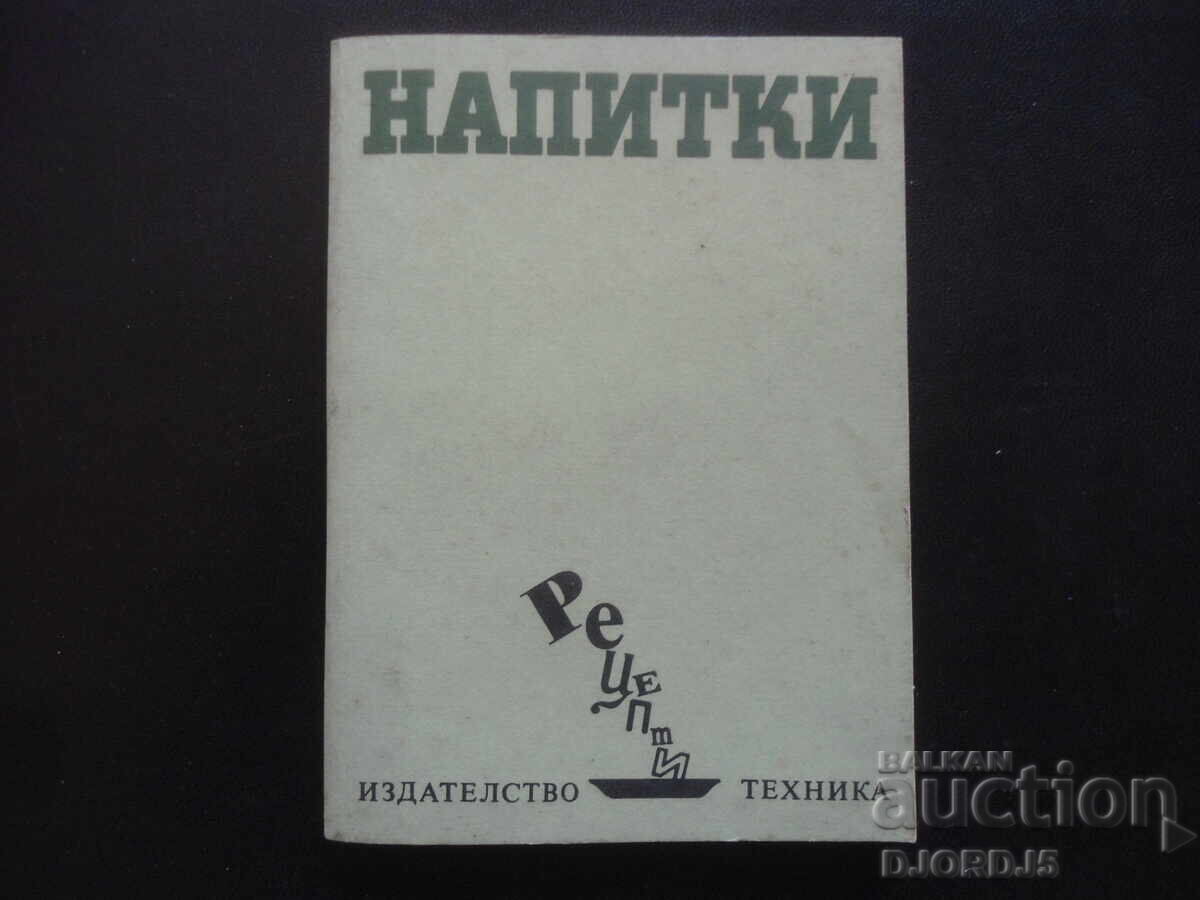 НАПИТКИ
Рецепти
ИЗДАТЕЛСТВО ТЕХНИКА
BALKAN
auction
DJORDJ5